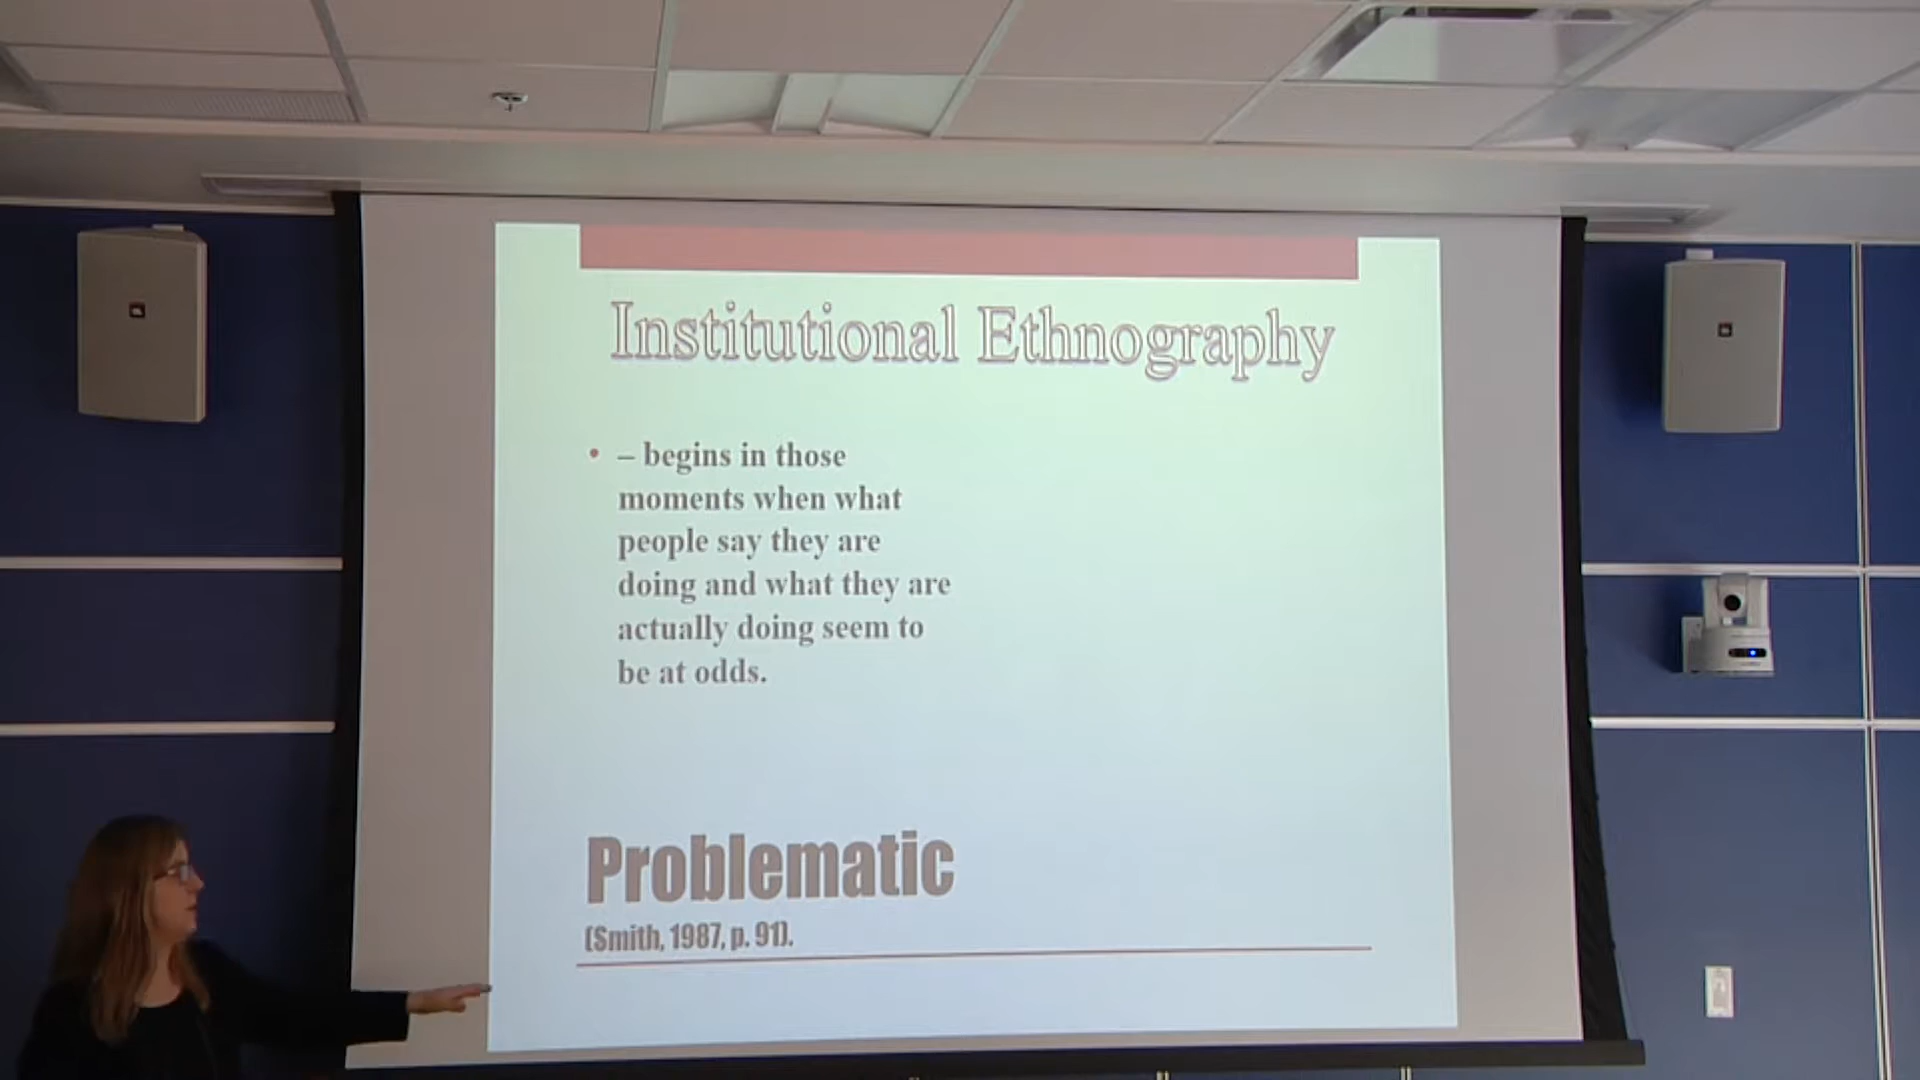 Institutional Ethnography
• – begins in those
moments when what
people say they are
doing and what they are
actually doing seem to
be at odds.
Problematic
(Smith, 1987, p. 91).